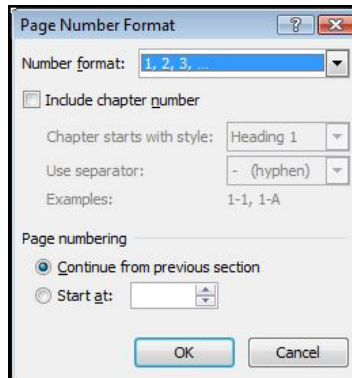 Page Number Format
Number format: 1, 2, 3, ...
Include chapter number
Chapter starts with style: Heading 1
Use separator: - (hyphen)
Examples: 1-1, 1-A
Page numbering
Continue from previous section
Start at:
OK Cancel